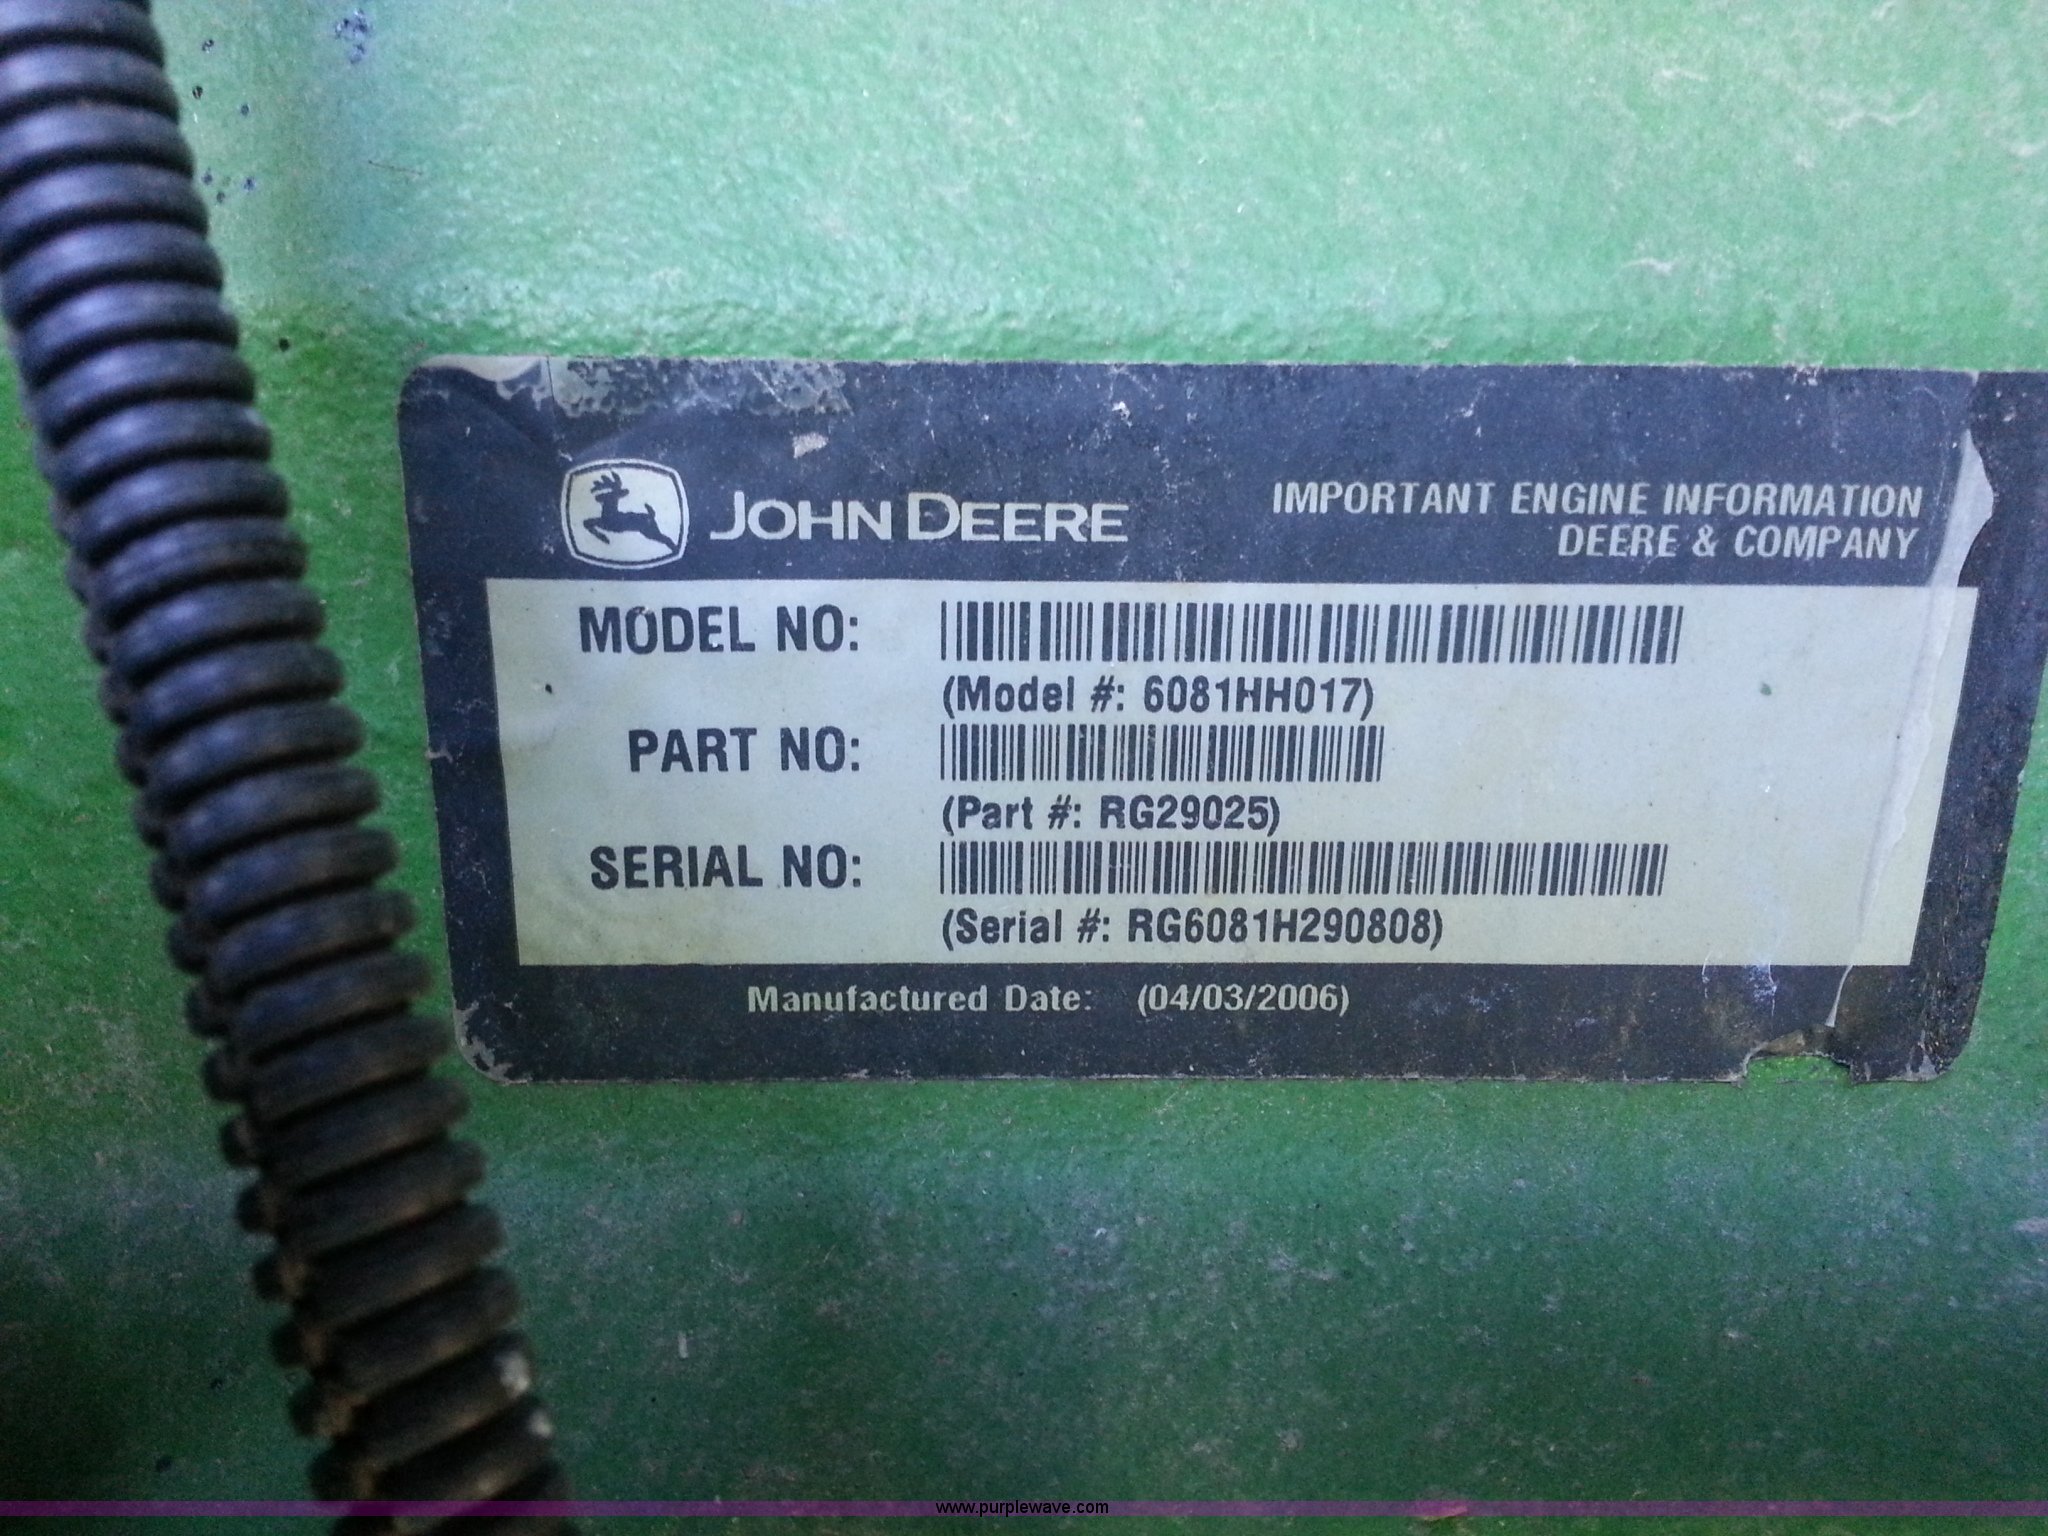 JOHN DEERE
IMPORTANT ENGINE INFORMATION
DEERE & COMPANY
MODEL NO:
(Model #: 6081HH017)
PART NO:
(Part #: RG29025)
SERIAL NO:
(Serial #: RG6081H290808)
Manufactured Date: (04/03/2006)
www.purplewave.com